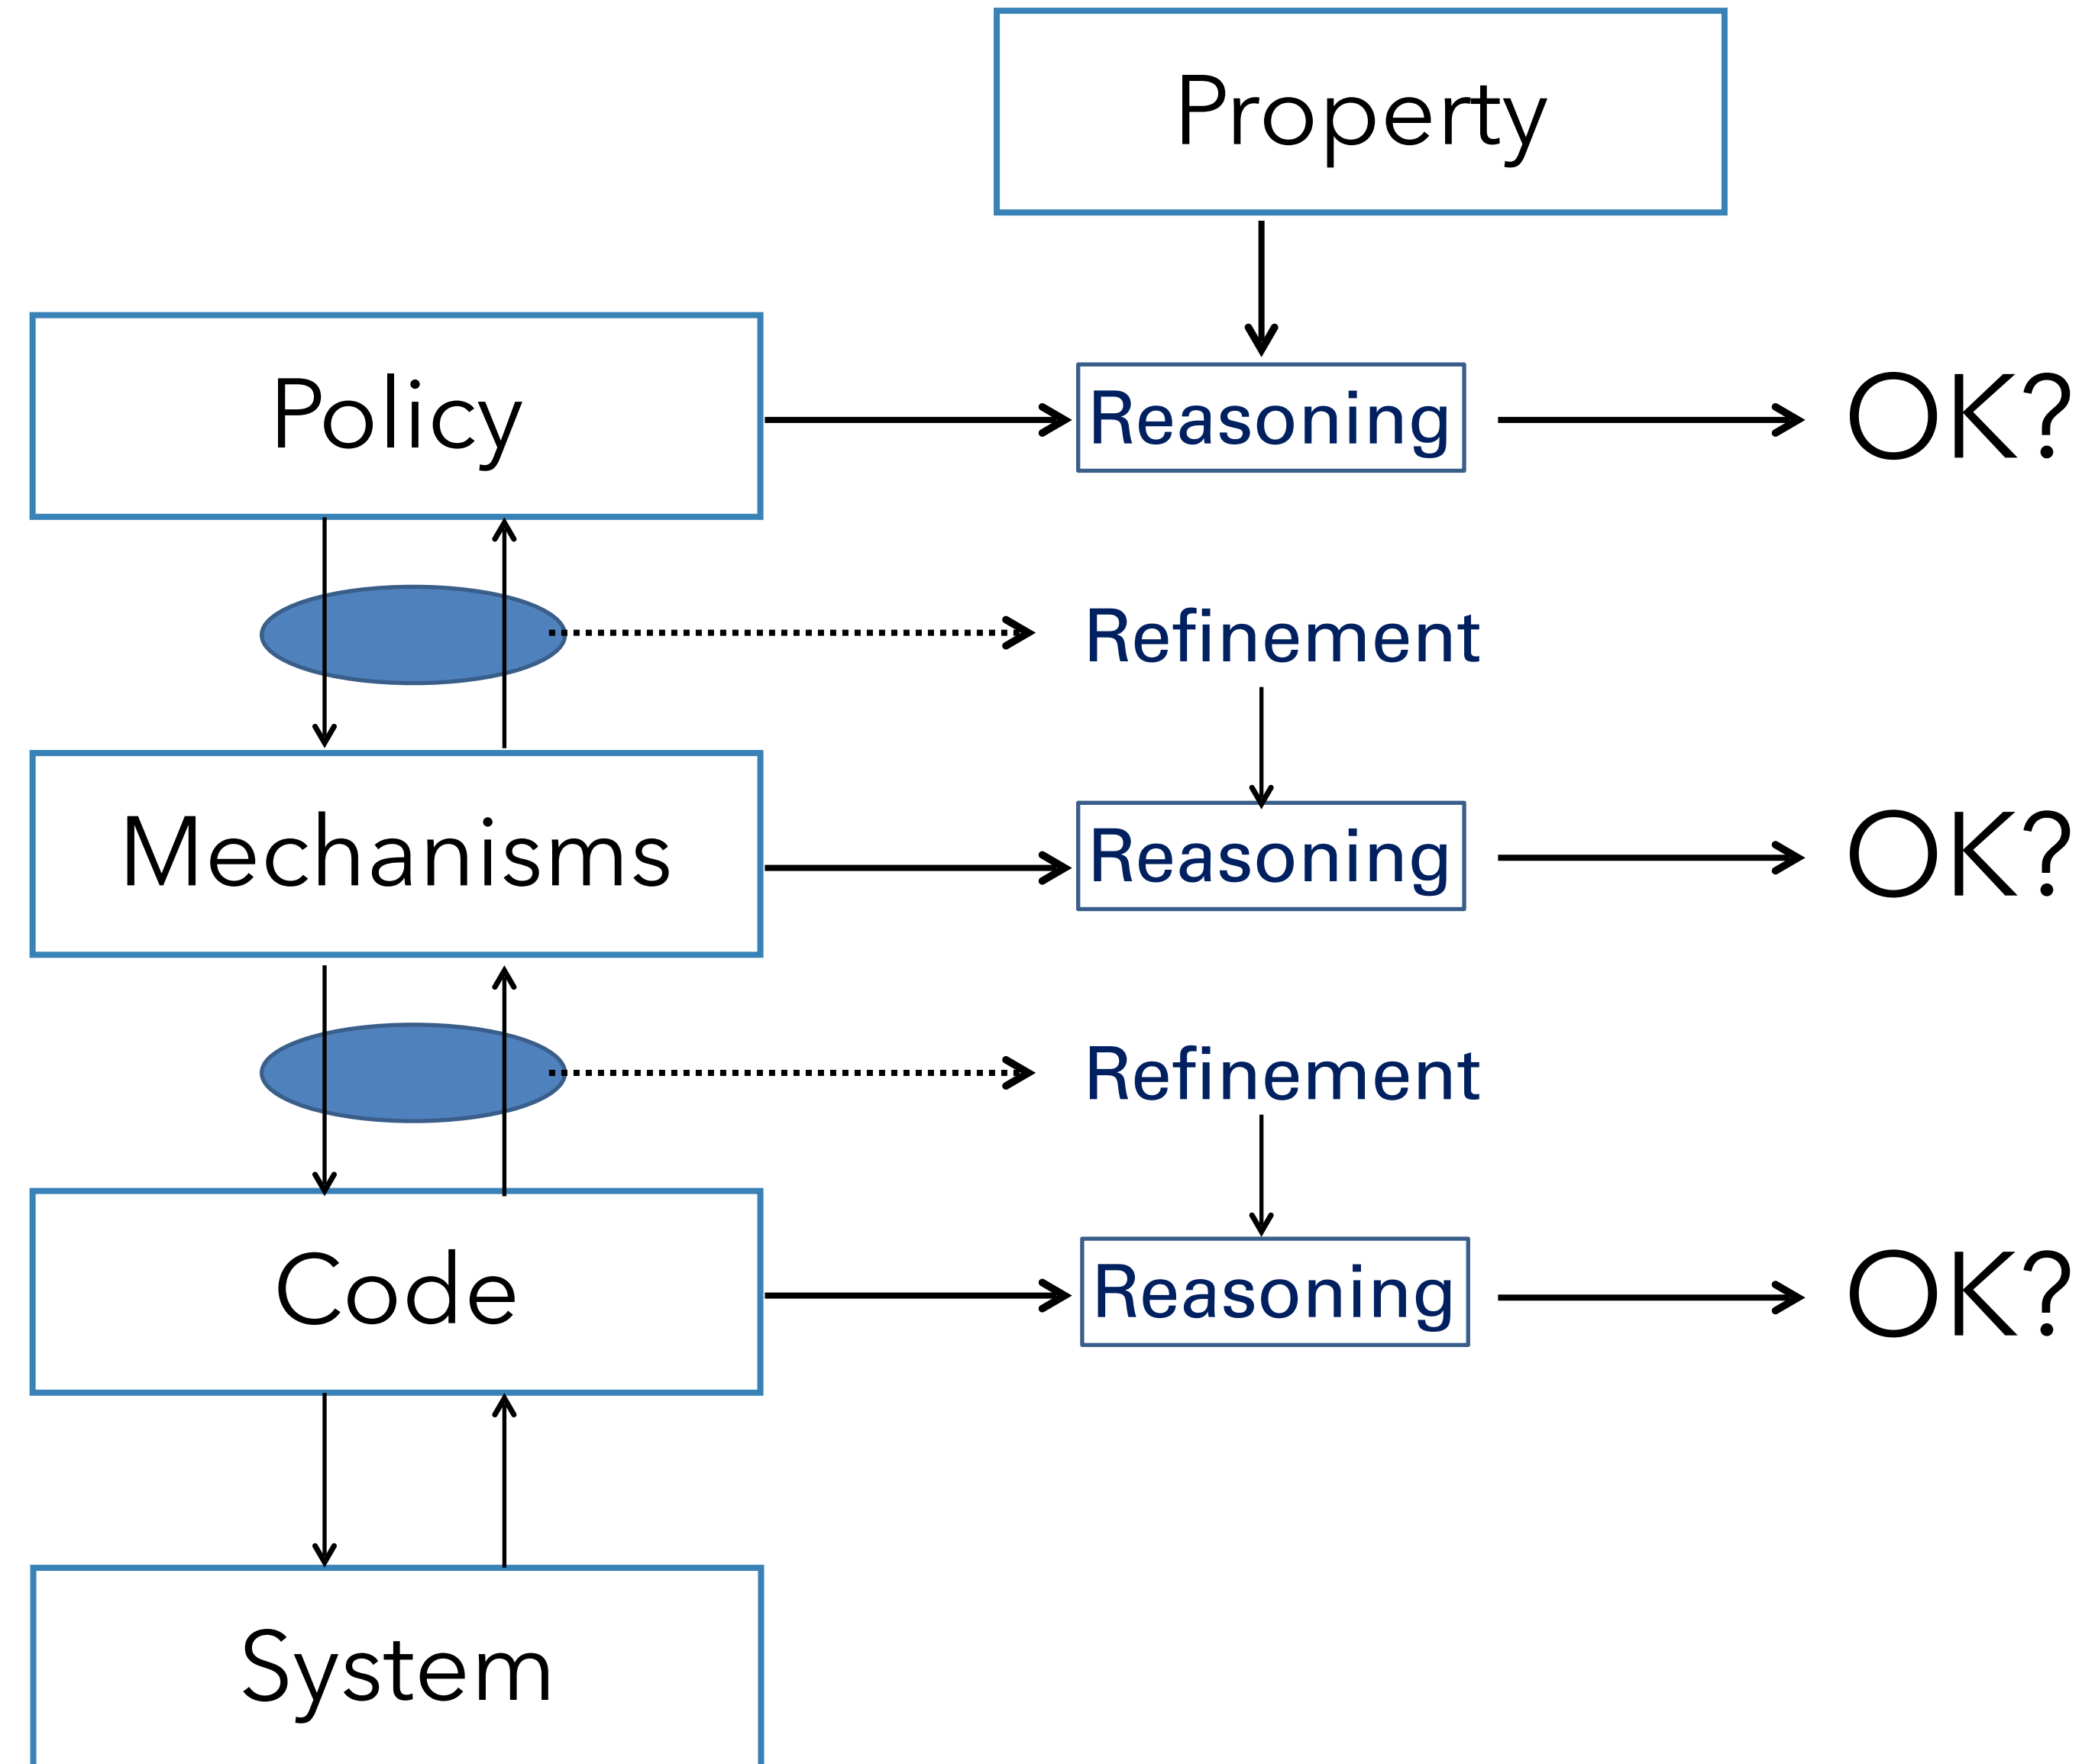 Property
Policy
Reasoning
OK?
Refinement
Mechanisms
Reasoning
OK?
Refinement
Code
Reasoning
OK?
System